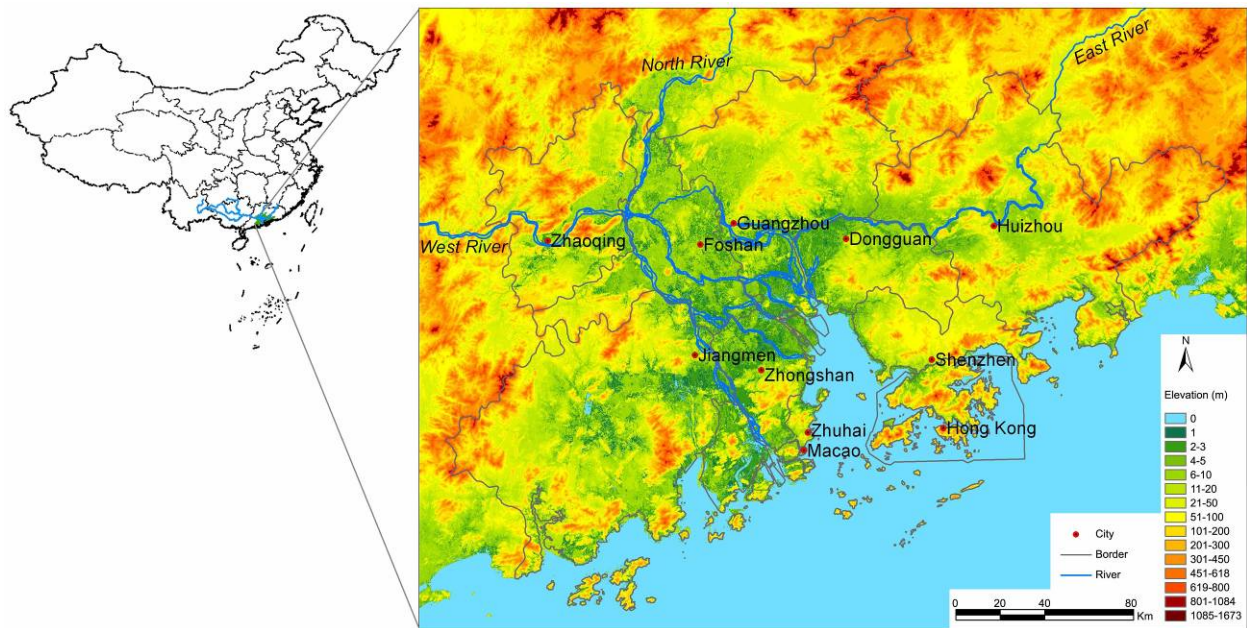 North River
East River
West River
Zhaoqing
Guangzhou
Foshan
Dongguan
Huizhou
Jiangmen
Zhongshan
Shenzhen
Zhuhai
Macao
Hong Kong
N
Elevation (m)
0
1
2-3
4-5
6-10
11-20
21-50
51-100
101-200
201-300
301-450
451-618
619-800
801-1084
1085-1673
City
Border
River
0 20 40 80
Km